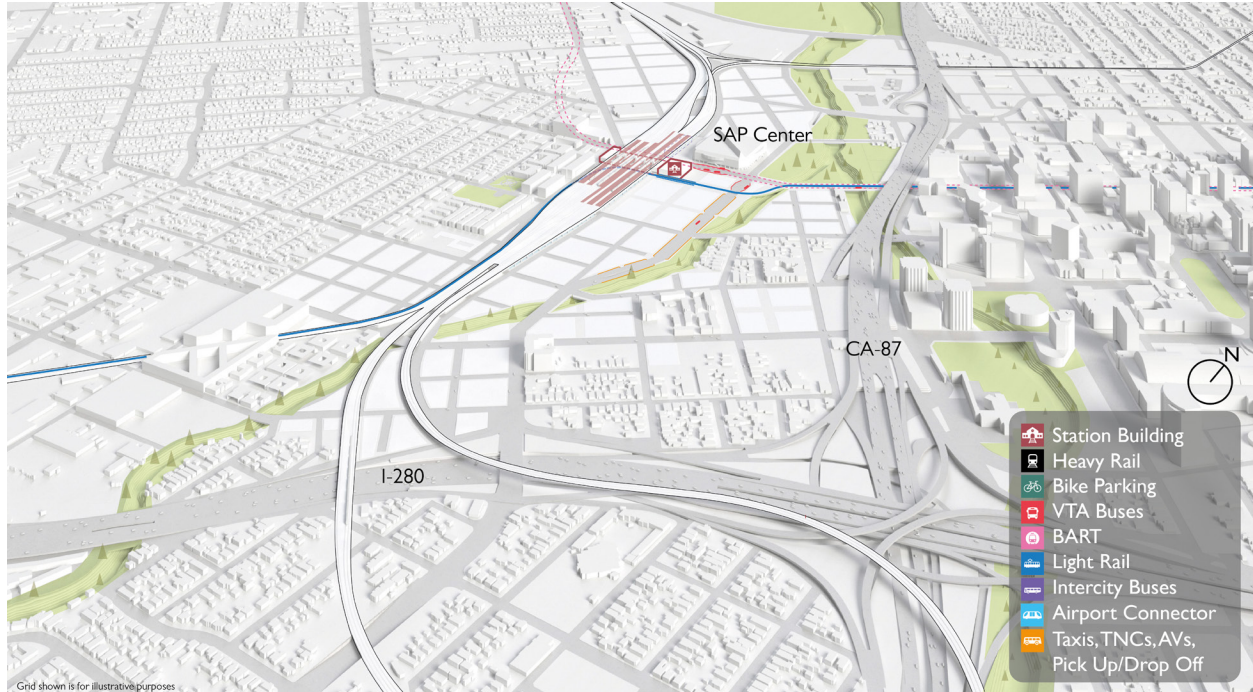 SAP Center
CA-87
N
I-280
Station Building
Heavy Rail
Bike Parking
VTA Buses
BART
Light Rail
Intercity Buses
Airport Connector
Taxis, TNCs, AVs,
Pick Up/Drop Off
Grid shown is for illustrative purposes